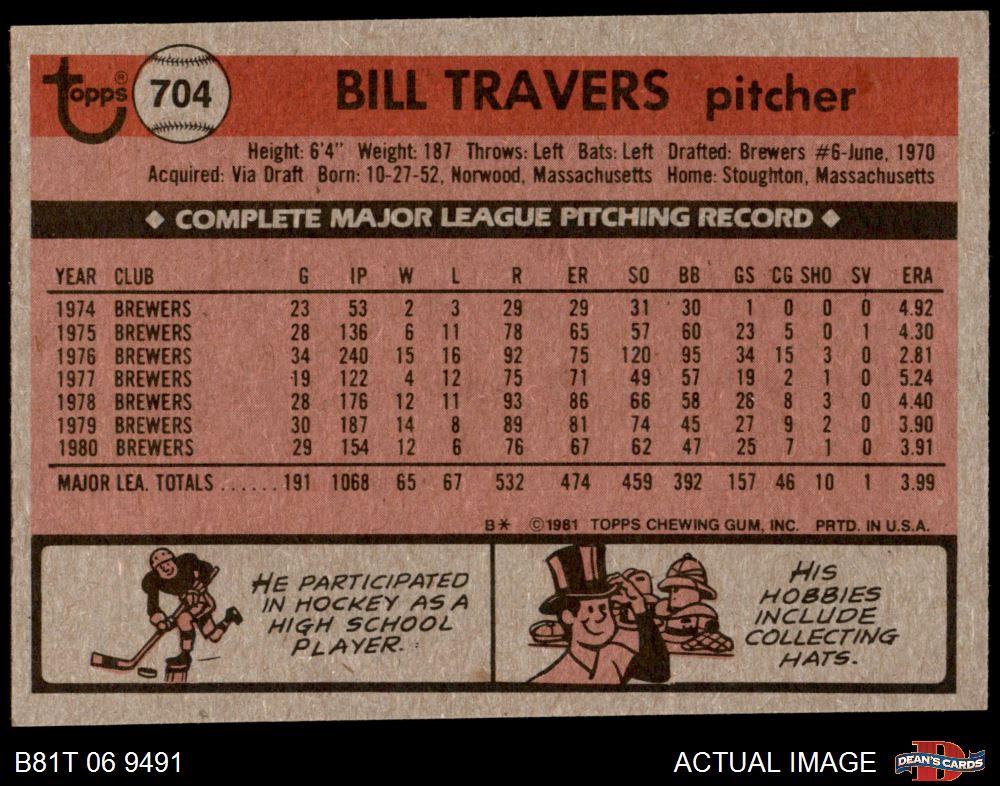 topps® 704 BILL TRAVERS pitcher
Height: 6'4" Weight: 187 Throws: Left Bats: Left Drafted: Brewers #6-June, 1970
Acquired: Via Draft Born: 10-27-52, Norwood, Massachusetts Home: Stoughton, Massachusetts
◆ COMPLETE MAJOR LEAGUE PITCHING RECORD ◆
YEAR CLUB G IP W L R ER SO BB GS CG SHO SV ERA
1974 BREWERS 23 53 2 3 29 29 31 30 1 0 0 0 4.92
1975 BREWERS 28 136 6 11 78 65 57 60 23 5 0 1 4.30
1976 BREWERS 34 240 15 16 92 75 120 95 34 15 3 0 2.81
1977 BREWERS 19 122 4 12 75 71 49 57 19 2 1 0 5.24
1978 BREWERS 28 176 12 11 93 86 66 58 28 8 3 0 4.40
1979 BREWERS 30 187 14 8 89 81 74 45 27 9 2 0 3.90
1980 BREWERS 29 154 12 6 76 67 62 47 25 7 1 0 3.91
MAJOR LEA. TOTALS ...... 191 1068 65 67 532 474 459 392 157 46 10 1 3.99
B* ©1981 TOPPS CHEWING GUM, INC. PRTD. IN U.S.A.
HE PARTICIPATED
IN HOCKEY AS A
HIGH SCHOOL
PLAYER.
HIS
HOBBIES
INCLUDE
COLLECTING
HATS.
B81T 06 9491 ACTUAL IMAGE D DEAN'S CARDS